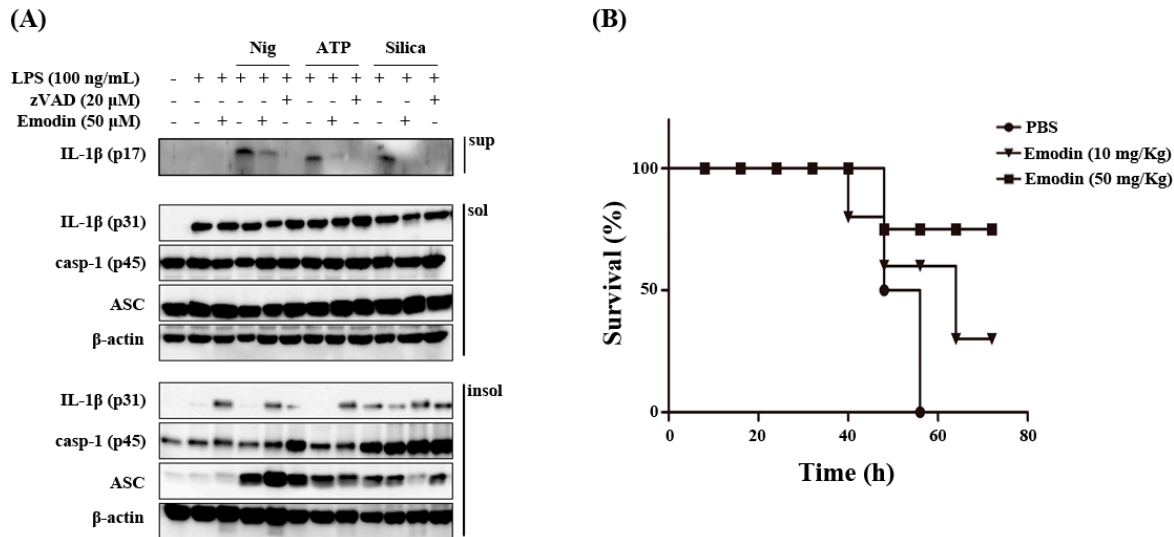 (A)
Nig ATP Silica
LPS (100 ng/mL) - + + + + + + + + + + +
zVAD (20 μM) - - - - - + - - + - - +
Emodin (50 μM) - - + - + - - + - - + -
IL-1β (p17) sup
IL-1β (p31) sol
casp-1 (p45)
ASC
β-actin
IL-1β (p31) insol
casp-1 (p45)
ASC
β-actin
(B)
PBS
Emodin (10 mg/Kg)
Emodin (50 mg/Kg)
Survival (%)
100
50
0
0 20 40 60 80
Time (h)